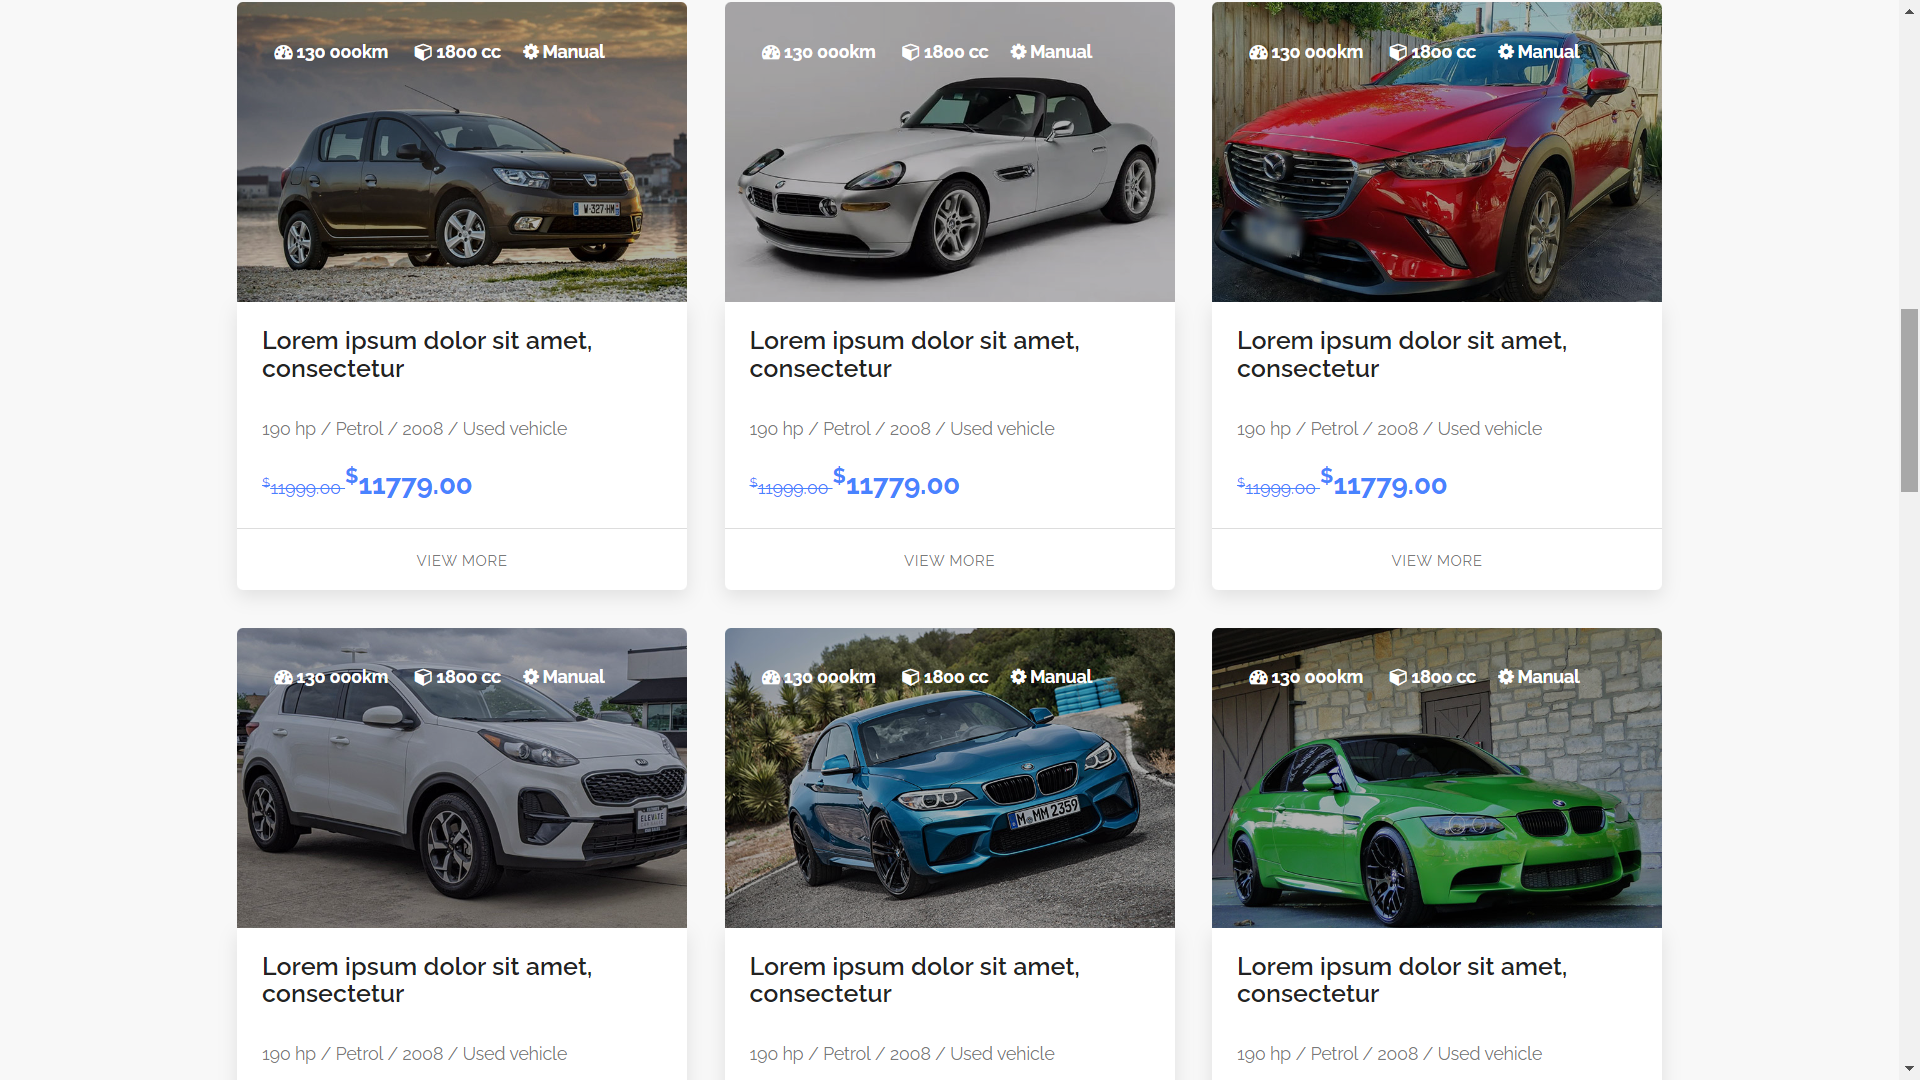 130 000km 1800 cc Manual
130 000km 1800 cc Manual
130 000km 1800 cc Manual
W-327-HM
Lorem ipsum dolor sit amet,
consectetur
190 hp / Petrol / 2008 / Used vehicle
$11999.00 $11779.00
VIEW MORE
Lorem ipsum dolor sit amet,
consectetur
190 hp / Petrol / 2008 / Used vehicle
$11999.00 $11779.00
VIEW MORE
Lorem ipsum dolor sit amet,
consectetur
190 hp / Petrol / 2008 / Used vehicle
$11999.00 $11779.00
VIEW MORE
130 000km 1800 cc Manual
130 000km 1800 cc Manual
130 000km 1800 cc Manual
ELEVATE
M MM 2359
Lorem ipsum dolor sit amet,
consectetur
190 hp / Petrol / 2008 / Used vehicle
Lorem ipsum dolor sit amet,
consectetur
190 hp / Petrol / 2008 / Used vehicle
Lorem ipsum dolor sit amet,
consectetur
190 hp / Petrol / 2008 / Used vehicle